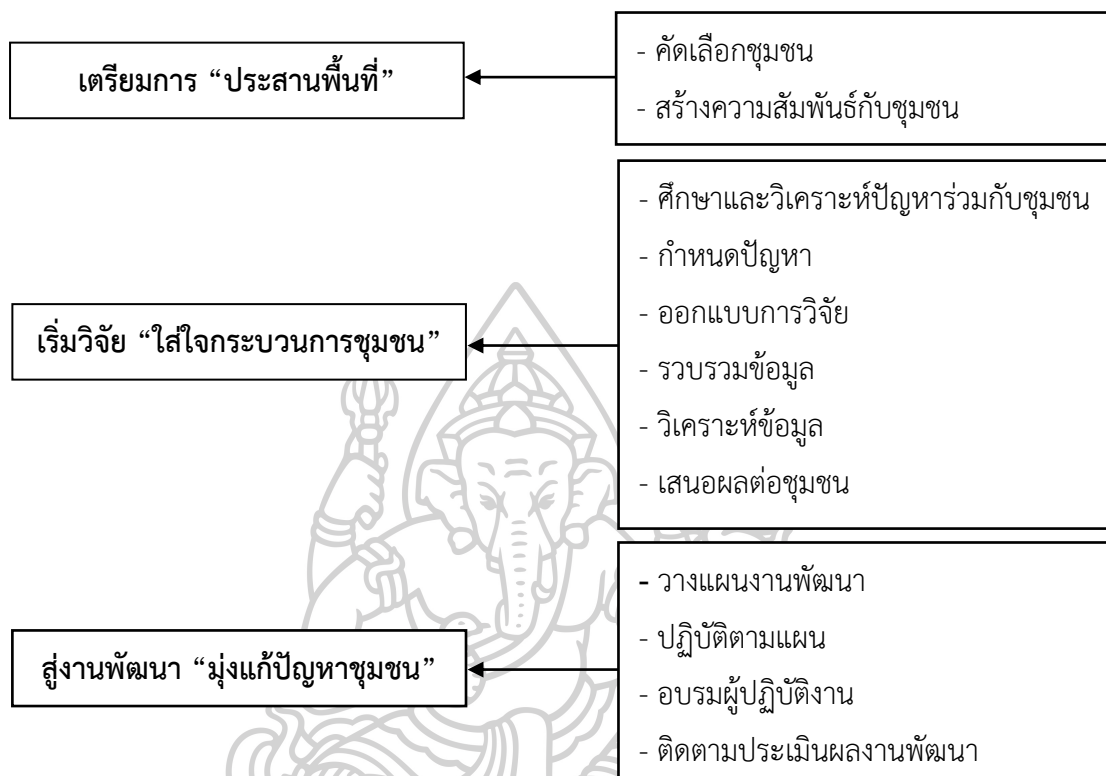 เตรียมการ “ประสานพื้นที่”
- คัดเลือกชุมชน
- สร้างความสัมพันธ์กับชุมชน
เริ่มวิจัย “ใส่ใจกระบวนการชุมชน”
- ศึกษาและวิเคราะห์ปัญหาร่วมกับชุมชน
- กำหนดปัญหา
- ออกแบบการวิจัย
- รวบรวมข้อมูล
- วิเคราะห์ข้อมูล
- เสนอผลต่อชุมชน
สู่งานพัฒนา “มุ่งแก้ปัญหาชุมชน”
- วางแผนงานพัฒนา
- ปฏิบัติตามแผน
- อบรมผู้ปฏิบัติงาน
- ติดตามประเมินผลงานพัฒนา